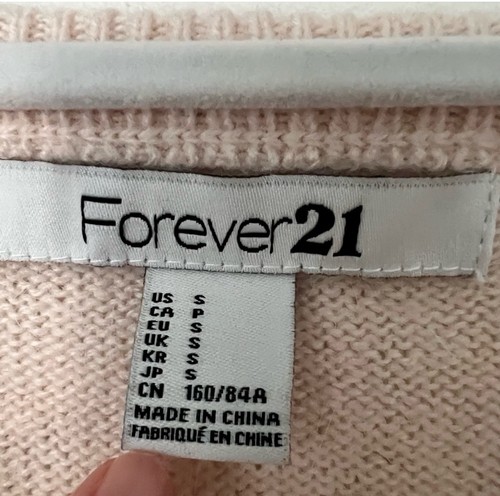 Forever21
US S
CA P
EU S
UK S
KR S
JP S
CN 160/84A
MADE IN CHINA
FABRIQUÉ EN CHINE